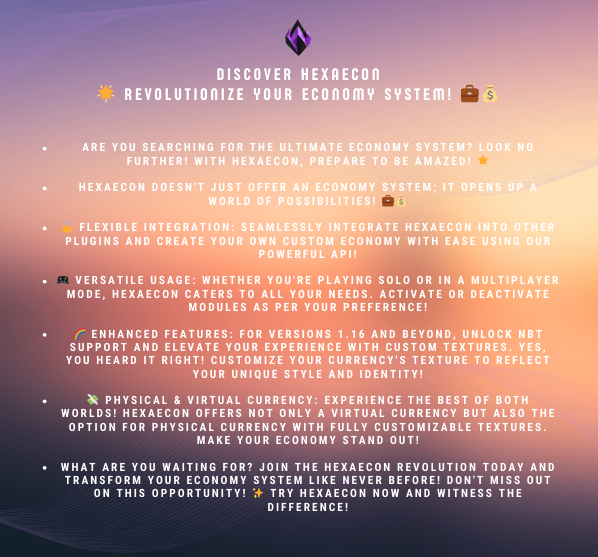 DISCOVER HEXAECON
☀️ REVOLUTIONIZE YOUR ECONOMY SYSTEM! 💼💰
• ARE YOU SEARCHING FOR THE ULTIMATE ECONOMY SYSTEM? LOOK NO
FURTHER! WITH HEXAECON, PREPARE TO BE AMAZED! ⭐
• HEXAECON DOESN'T JUST OFFER AN ECONOMY SYSTEM; IT OPENS UP A
WORLD OF POSSIBILITIES! 💼💰
• 🌟 FLEXIBLE INTEGRATION: SEAMLESSLY INTEGRATE HEXAECON INTO OTHER
PLUGINS AND CREATE YOUR OWN CUSTOM ECONOMY WITH EASE USING OUR
POWERFUL API!
• 🎮 VERSATILE USAGE: WHETHER YOU'RE PLAYING SOLO OR IN A MULTIPLAYER
MODE, HEXAECON CATERS TO ALL YOUR NEEDS. ACTIVATE OR DEACTIVATE
MODULES AS PER YOUR PREFERENCE!
• 🌈 ENHANCED FEATURES: FOR VERSIONS 1.16 AND BEYOND, UNLOCK NBT
SUPPORT AND ELEVATE YOUR EXPERIENCE WITH CUSTOM TEXTURES. YES,
YOU HEARD IT RIGHT! CUSTOMIZE YOUR CURRENCY'S TEXTURE TO REFLECT
YOUR UNIQUE STYLE AND IDENTITY!
• 💸 PHYSICAL & VIRTUAL CURRENCY: EXPERIENCE THE BEST OF BOTH
WORLDS! HEXAECON OFFERS NOT ONLY A VIRTUAL CURRENCY BUT ALSO THE
OPTION FOR PHYSICAL CURRENCY WITH FULLY CUSTOMIZABLE TEXTURES.
MAKE YOUR ECONOMY STAND OUT!
• WHAT ARE YOU WAITING FOR? JOIN THE HEXAECON REVOLUTION TODAY AND
TRANSFORM YOUR ECONOMY SYSTEM LIKE NEVER BEFORE! DON'T MISS OUT
ON THIS OPPORTUNITY! ✨ TRY HEXAECON NOW AND WITNESS THE
DIFFERENCE!